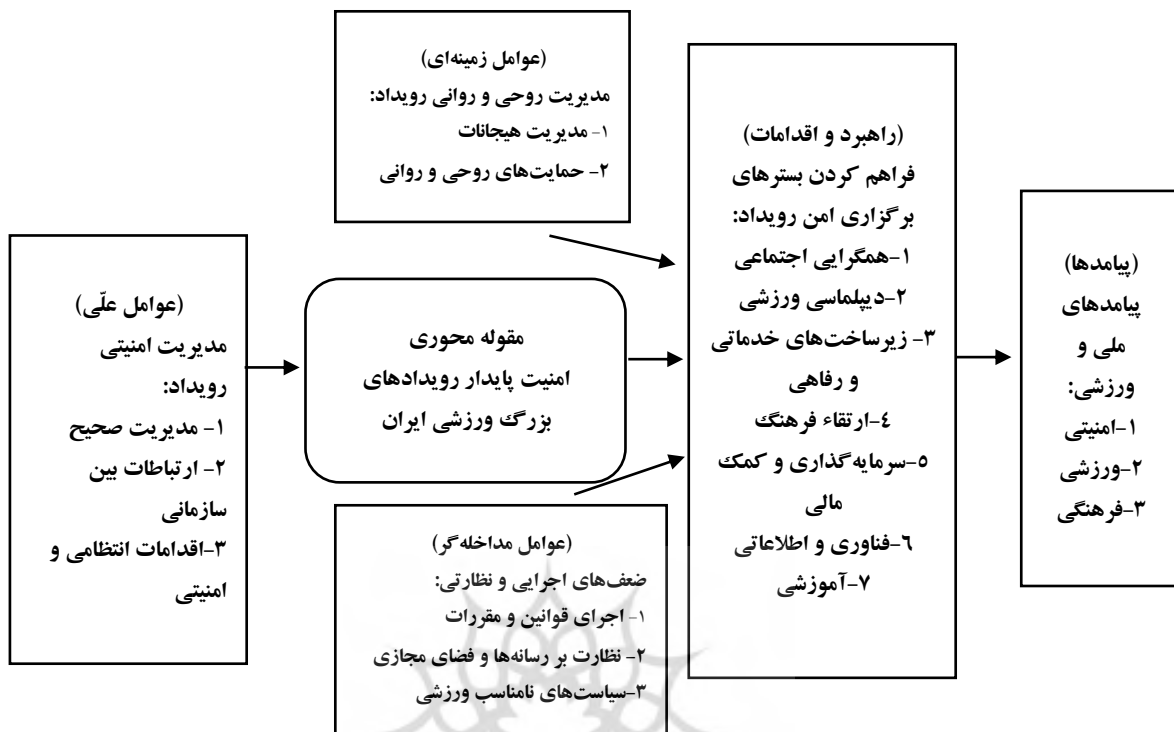 (عوامل زمینه‌ای)
مدیریت روحی و روانی رویداد:
۱- مدیریت هیجانات
۲- حمایت‌های روحی و روانی
(راهبرد و اقدامات)
فراهم کردن بسترهای
برگزاری امن رویداد:
۱-همگرایی اجتماعی
۲-دیپلماسی ورزشی
۳- زیرساخت‌های خدماتی
و رفاهی
٤-ارتقاء فرهنگ
٥-سرمایه‌گذاری و کمک
مالی
٦-فناوری و اطلاعاتی
۷-آموزشی
(پیامدها)
پیامدهای
ملی و
ورزشی:
۱-امنیتی
۲-ورزشی
۳-فرهنگی
(عوامل علّی)
مدیریت امنیتی
رویداد:
۱- مدیریت صحیح
۲- ارتباطات بین
سازمانی
۳-اقدامات انتظامی و
امنیتی
مقوله محوری
امنیت پایدار رویدادهای
بزرگ ورزشی ایران
(عوامل مداخله‌گر)
ضعف‌های اجرایی و نظارتی:
۱- اجرای قوانین و مقررات
۲- نظارت بر رسانه‌ها و فضای مجازی
۳-سیاست‌های نامناسب ورزشی